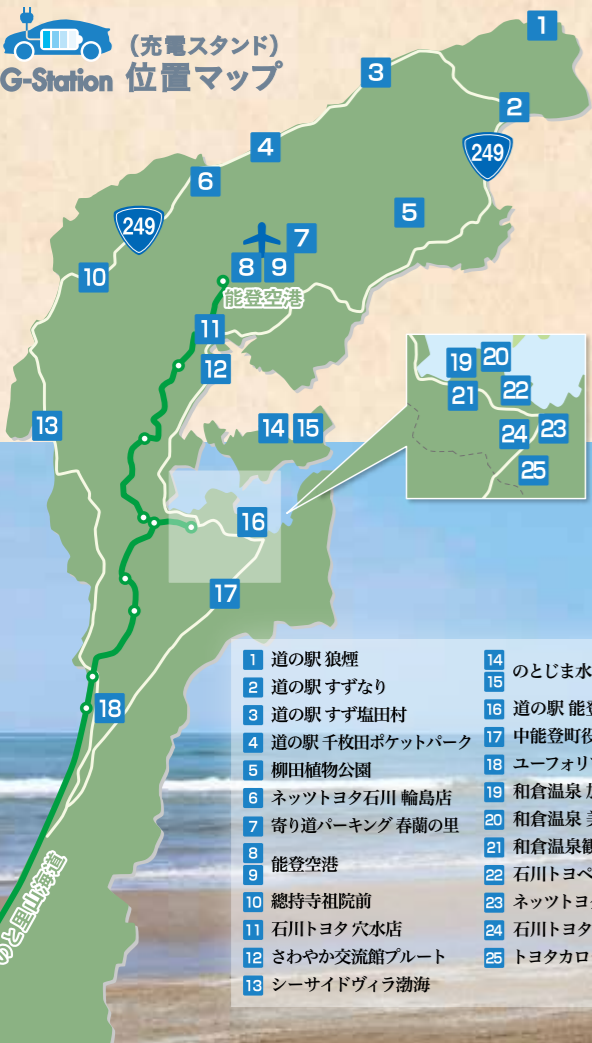 (充電スタンド)
G-Station 位置マップ
1
3
2
249
4
6
5
249
7
8 9
10
能登空港
11
12
19 20
21 22
13
14 15
24 23
25
16
17
18
のと里山海道
1 道の駅 狼煙
2 道の駅 すずなり
3 道の駅 すず塩田村
4 道の駅 千枚田ポケットパーク
5 柳田植物公園
6 ネッツトヨタ石川 輪島店
7 寄り道パーキング 春蘭の里
8
9 能登空港
10 總持寺祖院前
11 石川トヨタ 穴水店
12 さわやか交流館プルート
13 シーサイドヴィラ渤海
14
15 のとじま水
16 道の駅 能登
17 中能登町役
18 ユーフォリア
19 和倉温泉
20 和倉温泉
21 和倉温泉観
22 石川トヨペ
23 ネッツトヨタ
24 石川トヨタ
25 トヨタカロ